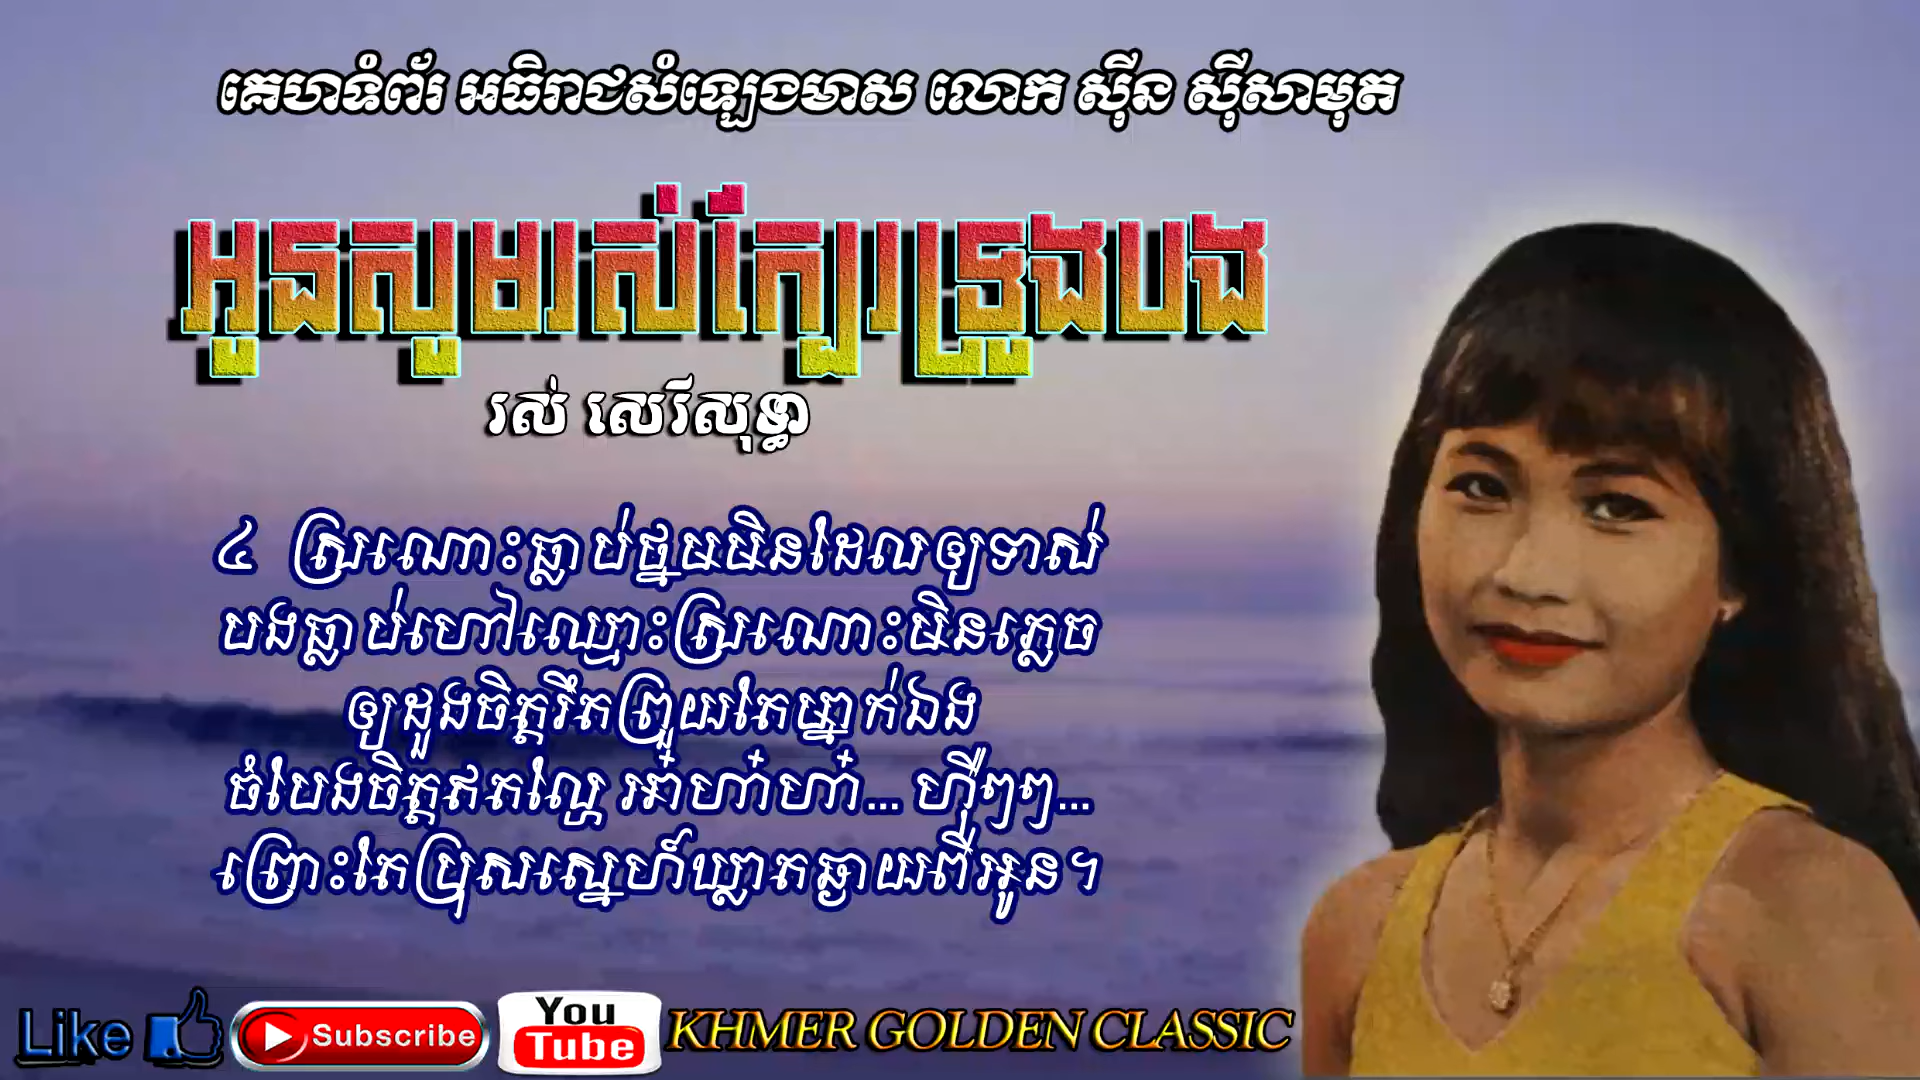 គេហទំព័រ អធិរាជសំឡេងមាស លោក ស៊ីន ស៊ីសាមុត
អូនសូមរស់ក្បែរទ្រូងបង
រស់ សេរីសុទ្ធា
៤ ស្រណោះធ្លាប់ថ្នមមិនដែលឲ្យទាស់
បងធ្លាប់ហៅឈ្មោះស្រណោះមិនភ្លេច
ឲ្យដួងចិត្តរឹតព្រួយតែម្នាក់ឯង
ចំបែងចិត្តឥតល្ហែ អាំហាំហាំ... ហ៊ឺៗៗ...
ព្រោះតែប្រុសស្នេហ៍ឃ្លាតឆ្ងាយពីអូន។
Like Subscribe You Tube KHMER GOLDEN CLASSIC